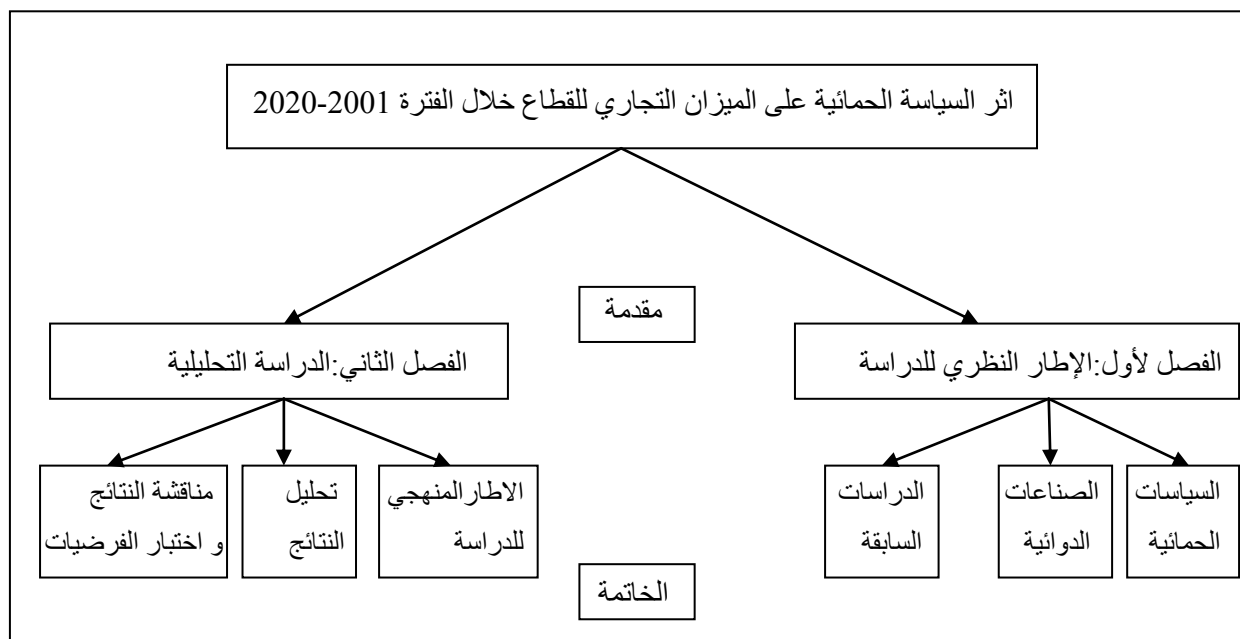 اثر السياسة الحمائية على الميزان التجاري للقطاع خلال الفترة 2001-2020
مقدمة
الفصل لأول:الإطار النظري للدراسة
الفصل الثاني:الدراسة التحليلية
السياسات
الحمائية
الصناعات
الدوائية
الدراسات
السابقة
الاطارالمنهجي
للدراسة
تحليل
النتائج
مناقشة النتائج
و اختبار الفرضيات
الخاتمة